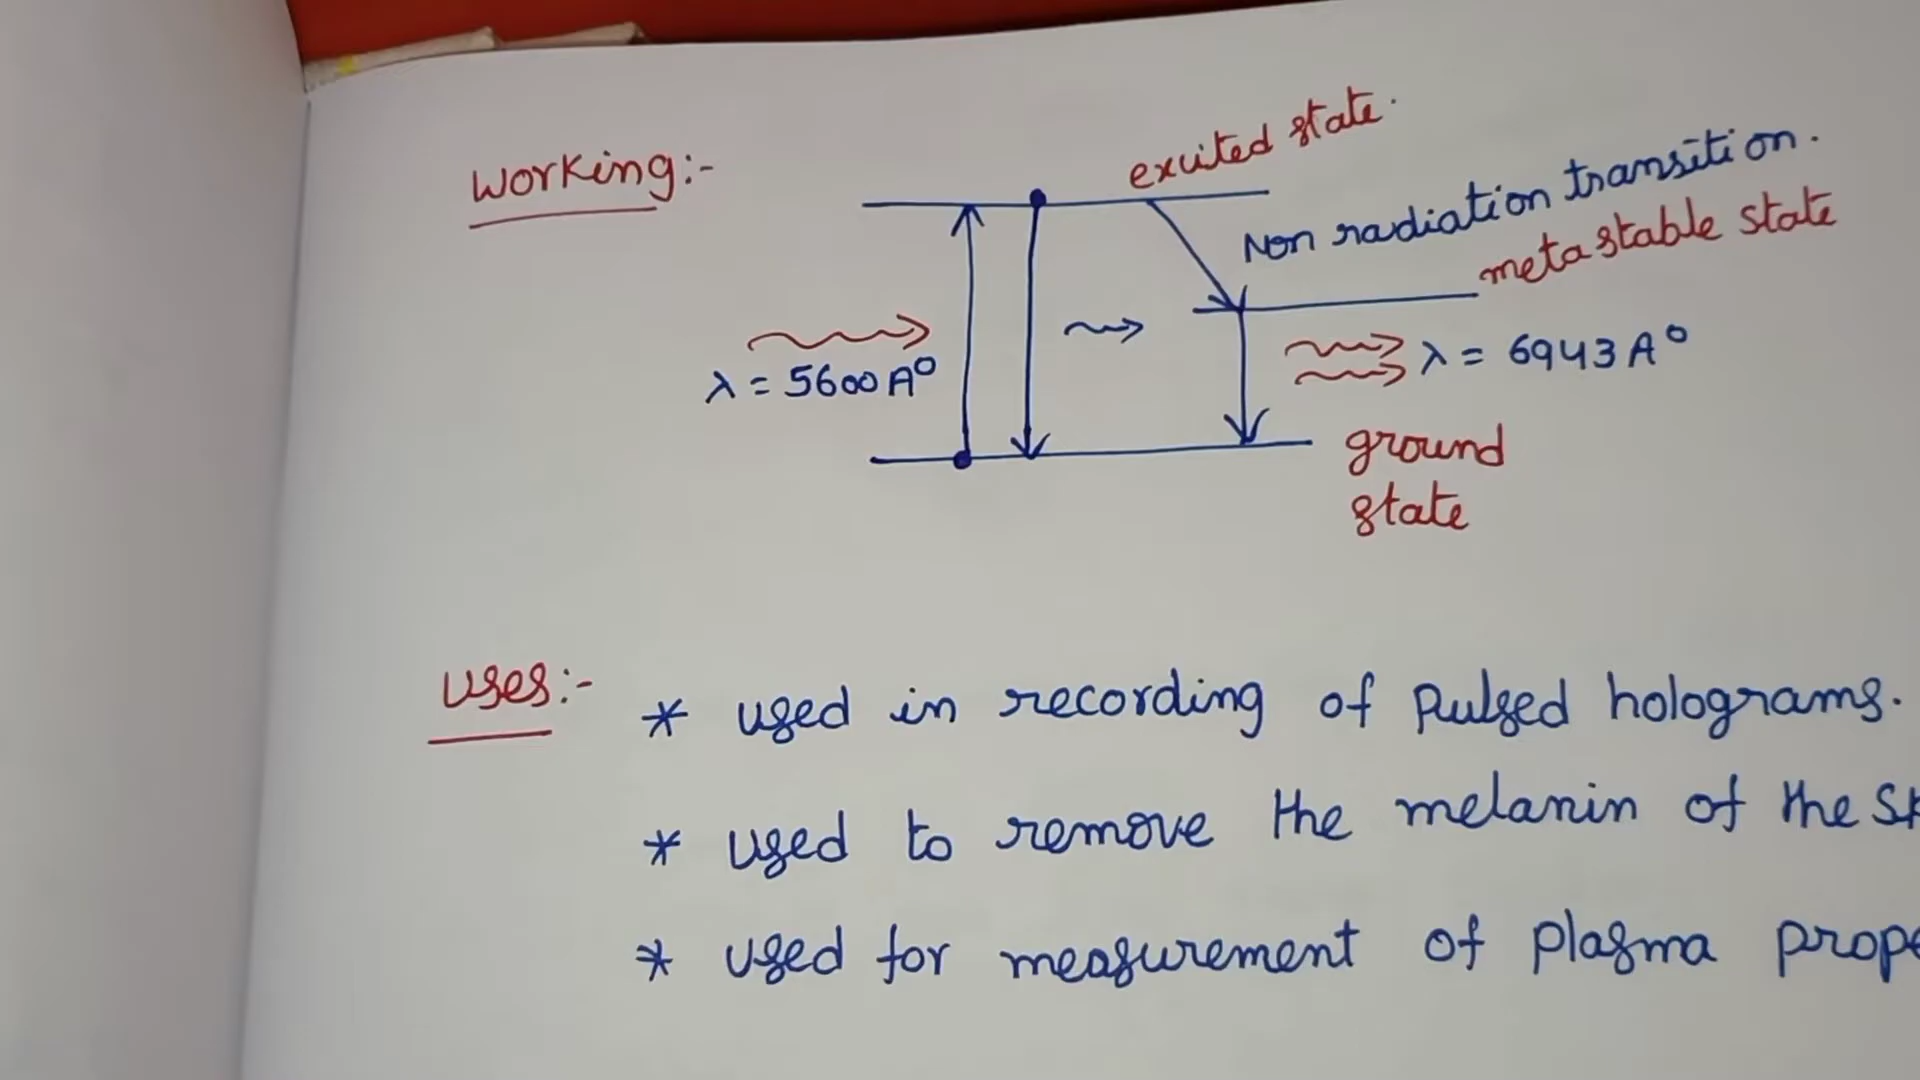 working:-
excited state.
Non radiation transition.
metastable state
λ = 5600 A°
λ = 6943 A°
ground
state
uses:-
* used in recording of pulsed holograms.
* used to remove the melanin of the
* used for measurement of plasma